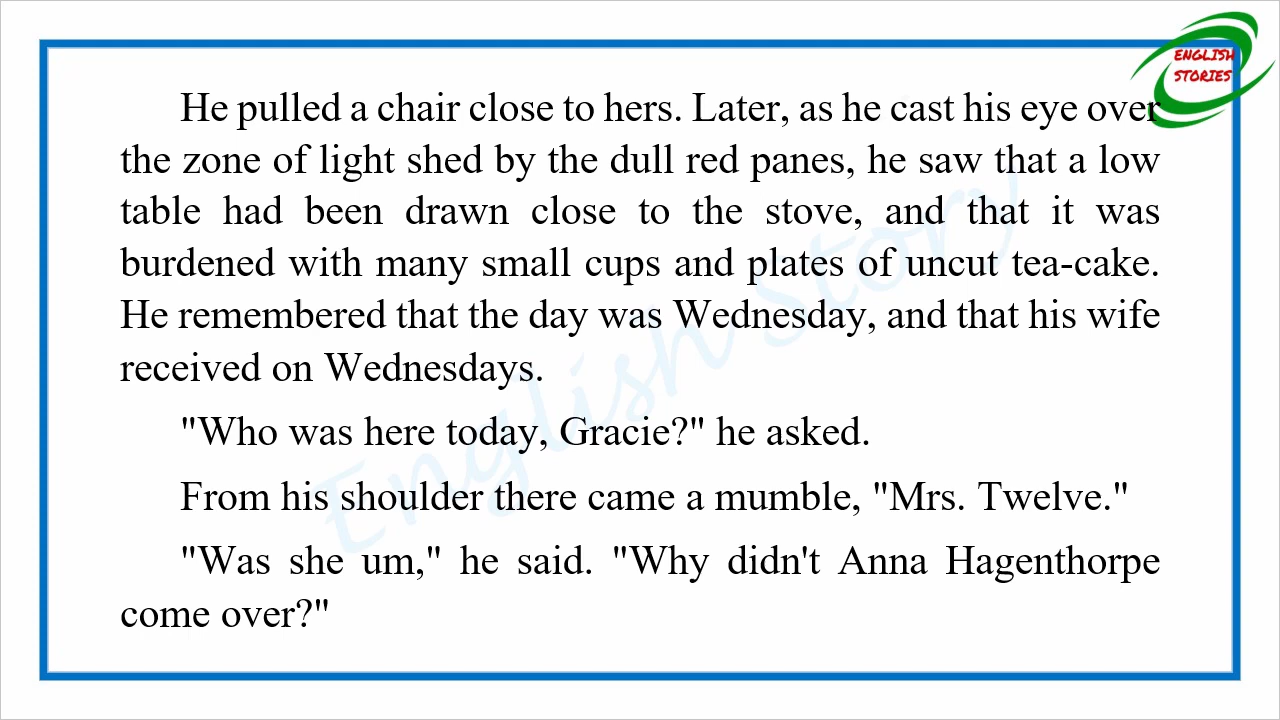 ENGLISH
STORIES
He pulled a chair close to hers. Later, as he cast his eye over
the zone of light shed by the dull red panes, he saw that a low
table had been drawn close to the stove, and that it was
burdened with many small cups and plates of uncut tea-cake.
He remembered that the day was Wednesday, and that his wife
received on Wednesdays.
"Who was here today, Gracie?" he asked.
From his shoulder there came a mumble, "Mrs. Twelve."
"Was she um," he said. "Why didn't Anna Hagenthorpe
come over?"
English Story